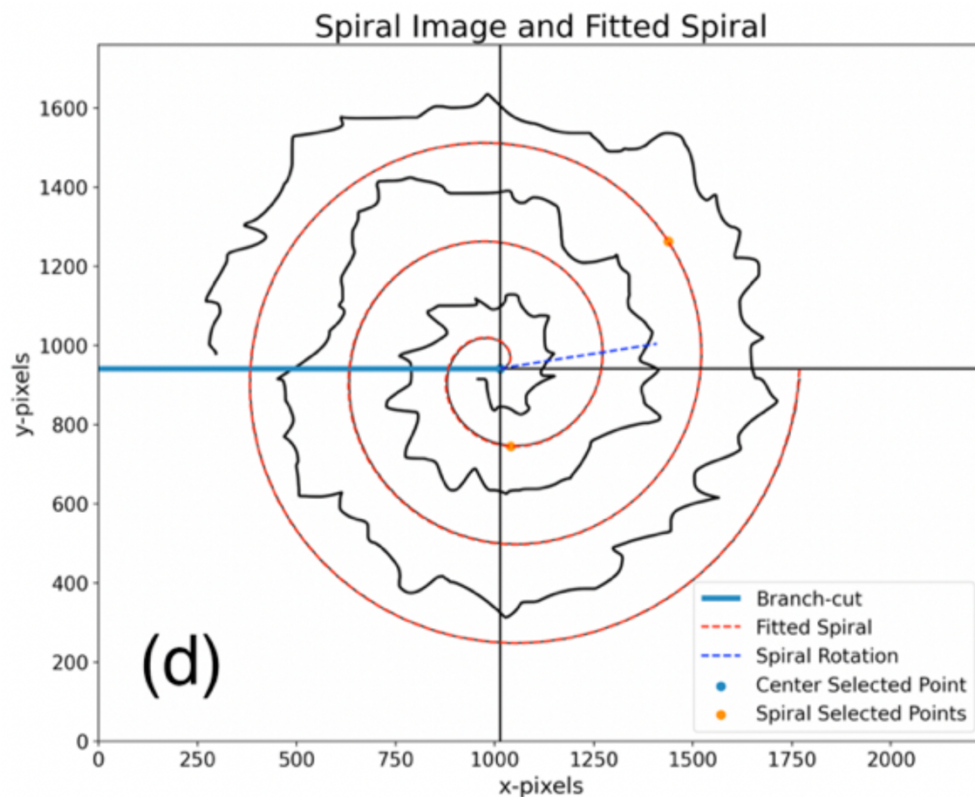 Spiral Image and Fitted Spiral
1600
1400
1200
1000
800
600
400
200
0
y-pixels
(d)
Branch-cut
Fitted Spiral
Spiral Rotation
Center Selected Point
Spiral Selected Points
0 250 500 750 1000 1250 1500 1750 2000
x-pixels